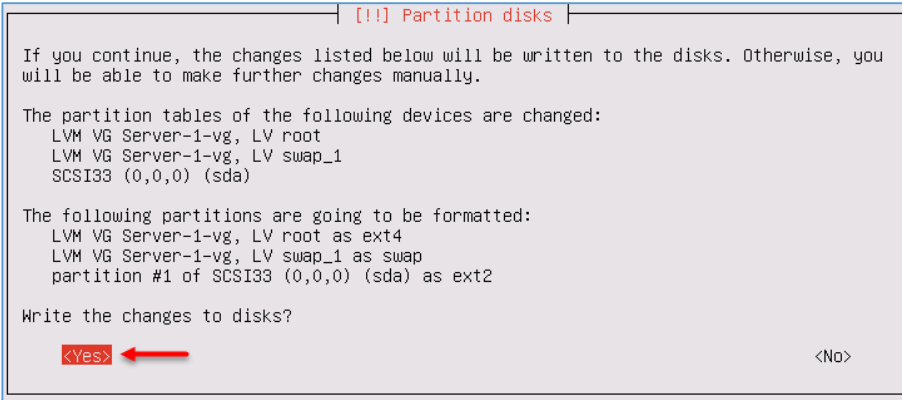 [!!] Partition disks
If you continue, the changes listed below will be written to the disks. Otherwise, you
will be able to make further changes manually.
The partition tables of the following devices are changed:
LVM VG Server-1-vg, LV root
LVM VG Server-1-vg, LV swap_1
SCSI33 (0,0,0) (sda)
The following partitions are going to be formatted:
LVM VG Server-1-vg, LV root as ext4
LVM VG Server-1-vg, LV swap_1 as swap
partition #1 of SCSI33 (0,0,0) (sda) as ext2
Write the changes to disks?
<Yes> <No>